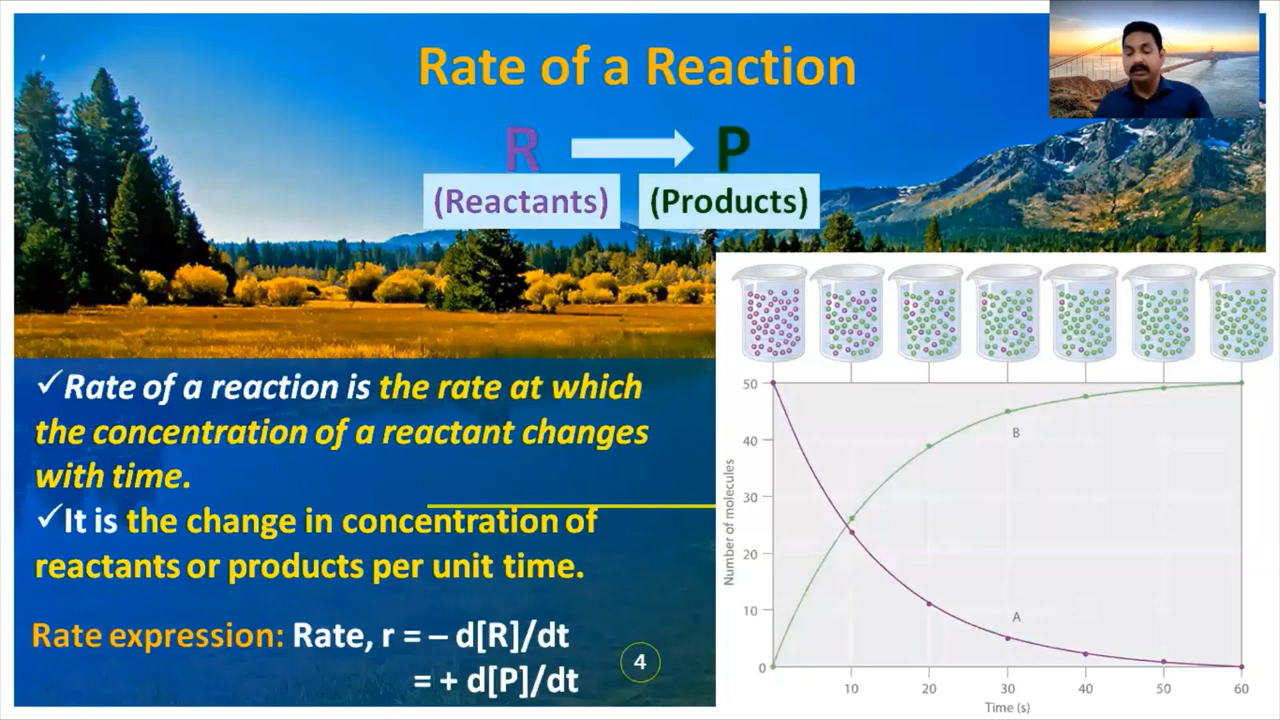 Rate of a Reaction
R P
(Reactants) (Products)
✓Rate of a reaction is the rate at which
the concentration of a reactant changes
with time.
✓It is the change in concentration of
reactants or products per unit time.
Rate expression: Rate, r = – d[R]/dt
= + d[P]/dt
4
Number of molecules
50
40
30
20
10
0
B
A
10 20 30 40 50 60
Time (s)